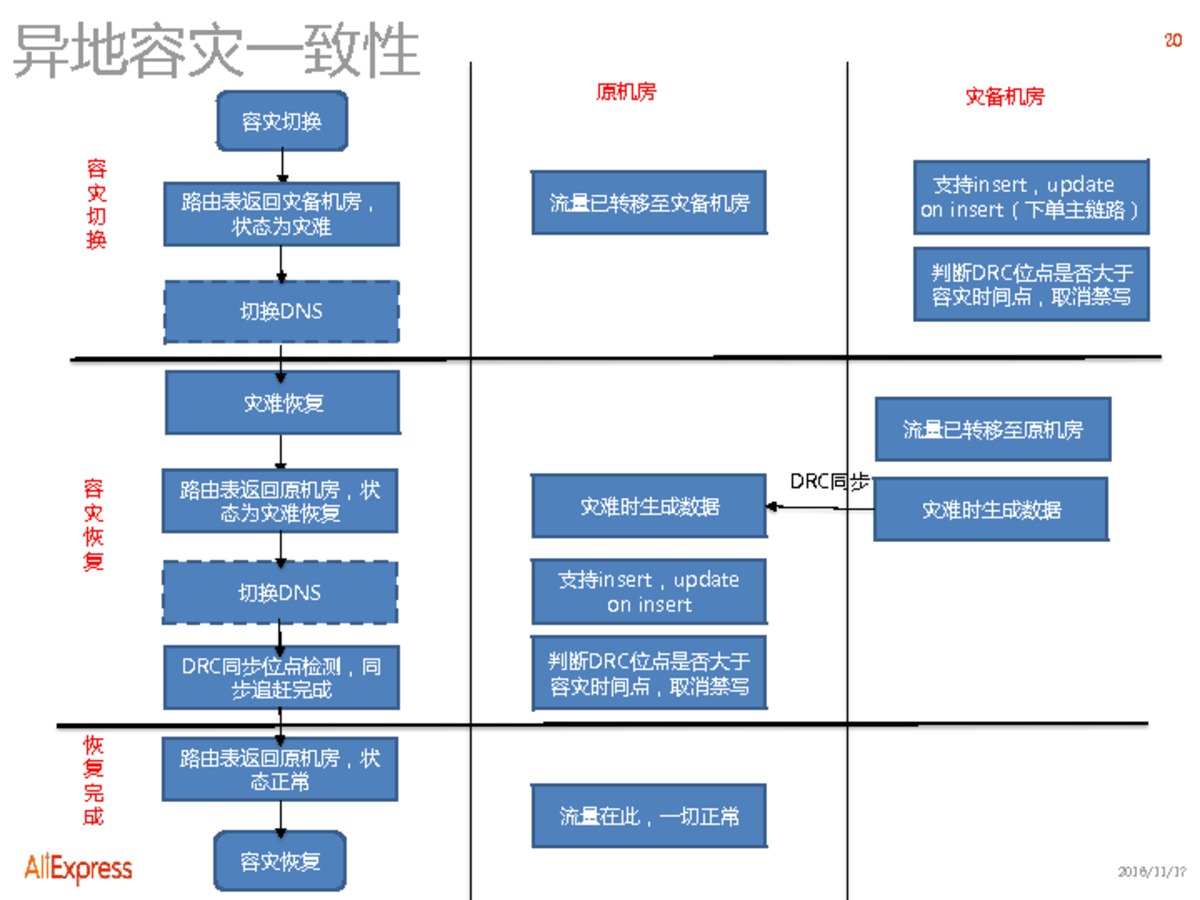 异地容灾一致性
20
原机房
灾备机房
容灾切换
容灾切换
路由表返回灾备机房，
状态为灾难
切换DNS
流量已转移至灾备机房
支持insert，update
on insert（下单主链路）
判断DRC位点是否大于
容灾时间点，取消禁写
容灾恢复
灾难恢复
路由表返回原机房，状
态为灾难恢复
切换DNS
DRC同步位点检测，同
步追赶完成
流量已转移至原机房
DRC同步
灾难时生成数据
灾难时生成数据
支持insert，update
on insert
判断DRC位点是否大于
容灾时间点，取消禁写
恢复完成
路由表返回原机房，状
态正常
容灾恢复
流量在此，一切正常
AliExpress